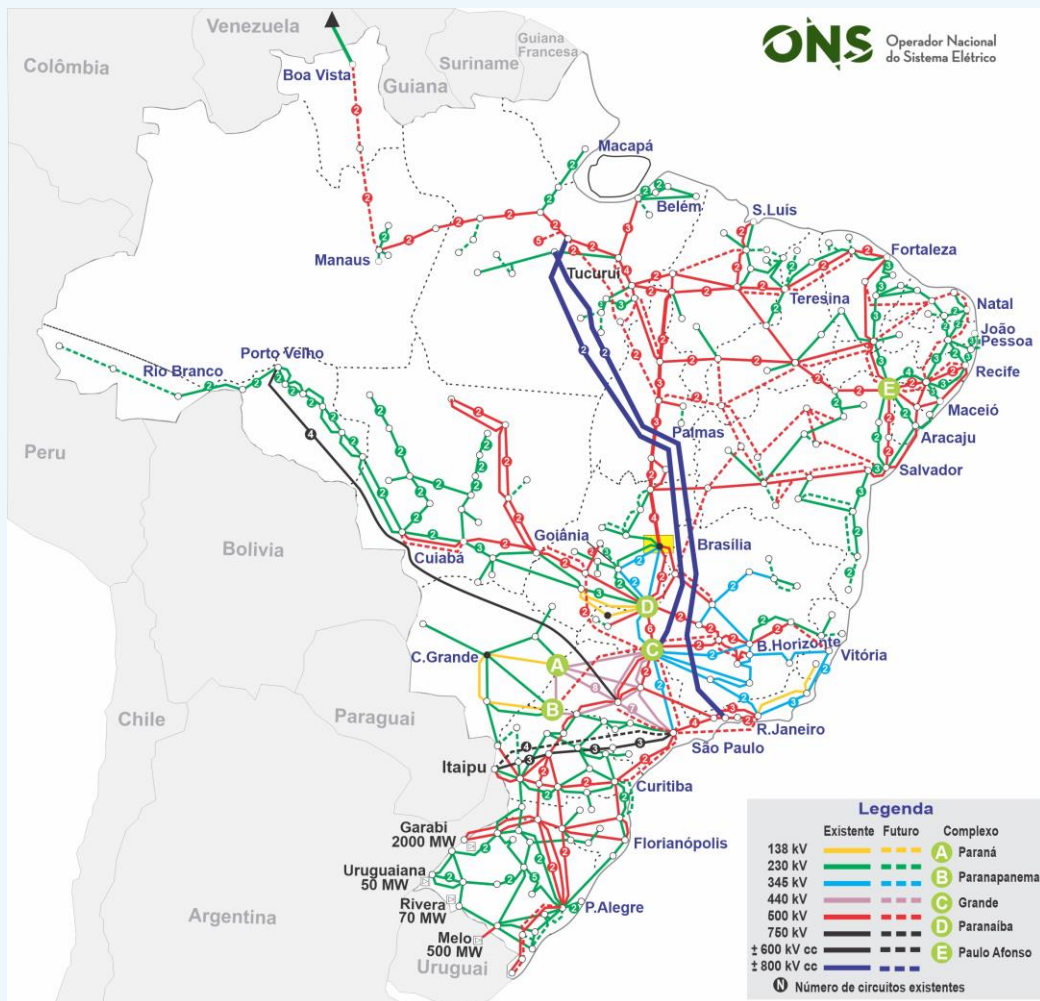 Venezuela
Guiana
Francesa
Suriname
Guiana
Colômbia
ONS
Operador Nacional
do Sistema Elétrico
Boa Vista
Macapá
Belém
S.Luís
Fortaleza
Manaus
Tucuruí
Teresina
Natal
João
Pessoa
Recife
Porto Velho
Rio Branco
E
Maceió
Aracaju
Salvador
Peru
Palmas
Bolivia
Cuiabá
Goiânia
Brasília
D
C
B.Horizonte
Vitória
C.Grande
A
B
Chile
Paraguai
R.Janeiro
São Paulo
Itaipu
Curitiba
Garabi
2000 MW
Florianópolis
Uruguaiana
50 MW
Rivera
70 MW
P.Alegre
Melo
500 MW
Argentina
Uruguai
Legenda
Existente Futuro Complexo
138 kV A Paraná
230 kV B Paranapanema
345 kV C Grande
440 kV
500 kV D Paranaíba
750 kV
± 600 kV cc E Paulo Afonso
± 800 kV cc
N Número de circuitos existentes